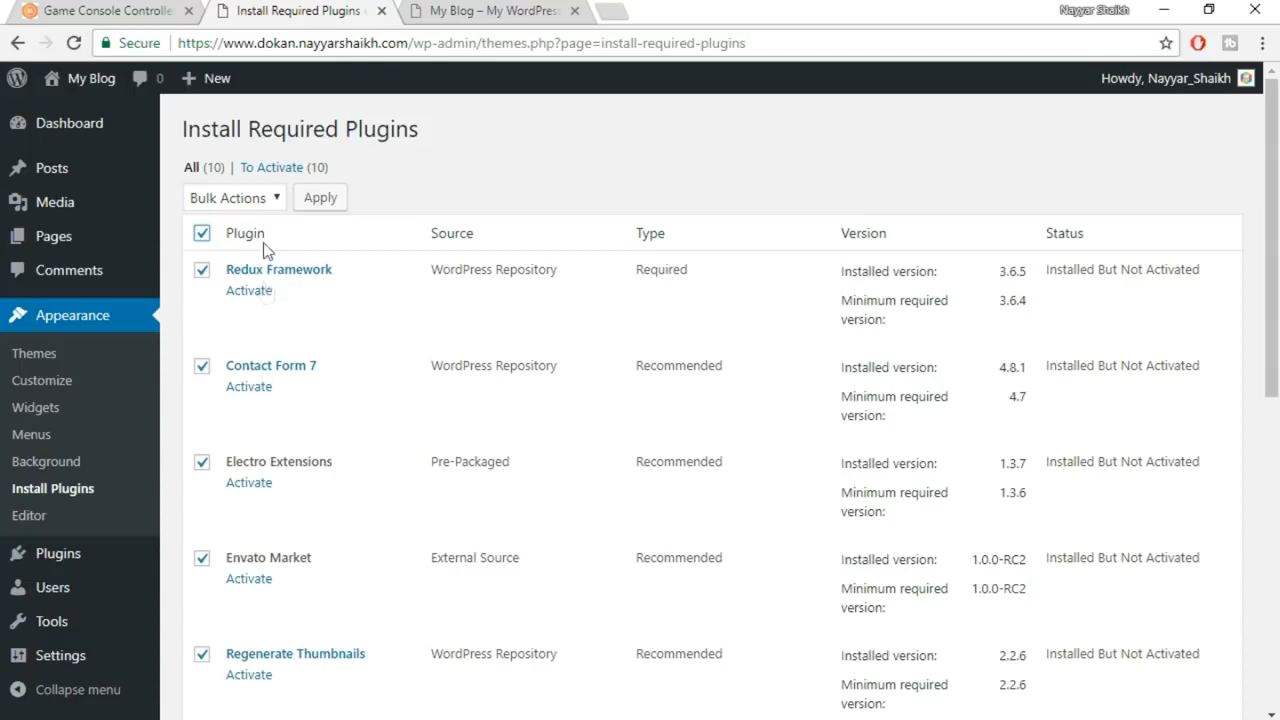 Game Console Controlle
Install Required Plugins
My Blog – My WordPres
Nayyar Shaikh
Secure
https://www.dokan.nayyarshaikh.com/wp-admin/themes.php?page=install-required-plugins
My Blog
0
New
Howdy, Nayyar_Shaikh
Dashboard
Posts
Media
Pages
Comments
Appearance
Themes
Customize
Widgets
Menus
Background
Install Plugins
Editor
Plugins
Users
Tools
Settings
Collapse menu
Install Required Plugins
All (10) | To Activate (10)
Bulk Actions Apply
Plugin Source Type Version Status
Redux Framework WordPress Repository Required Installed version: 3.6.5 Installed But Not Activated
Activate
Minimum required 3.6.4
version:
Contact Form 7 WordPress Repository Recommended Installed version: 4.8.1 Installed But Not Activated
Activate
Minimum required 4.7
version:
Electro Extensions Pre-Packaged Recommended Installed version: 1.3.7 Installed But Not Activated
Activate
Minimum required 1.3.6
version:
Envato Market External Source Recommended Installed version: 1.0.0-RC2 Installed But Not Activated
Activate
Minimum required 1.0.0-RC2
version:
Regenerate Thumbnails WordPress Repository Recommended Installed version: 2.2.6 Installed But Not Activated
Activate
Minimum required 2.2.6
version: